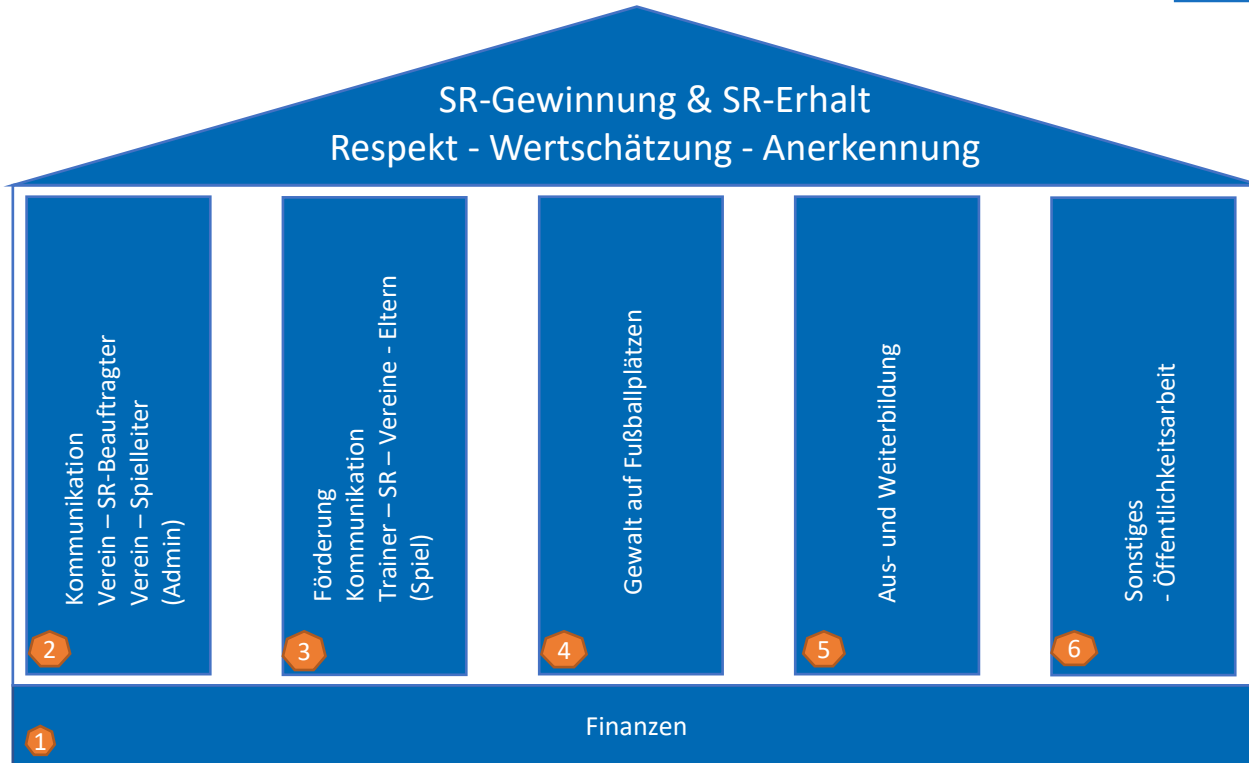 SR-Gewinnung & SR-Erhalt
Respekt - Wertschätzung - Anerkennung
Kommunikation
Verein – SR-Beauftragter
Verein – Spielleiter
(Admin)
2
Förderung
Kommunikation
Trainer – SR – Vereine - Eltern
(Spiel)
3
Gewalt auf Fußballplätzen
4
Aus- und Weiterbildung
5
Sonstiges
- Öffentlichkeitsarbeit
6
Finanzen
1